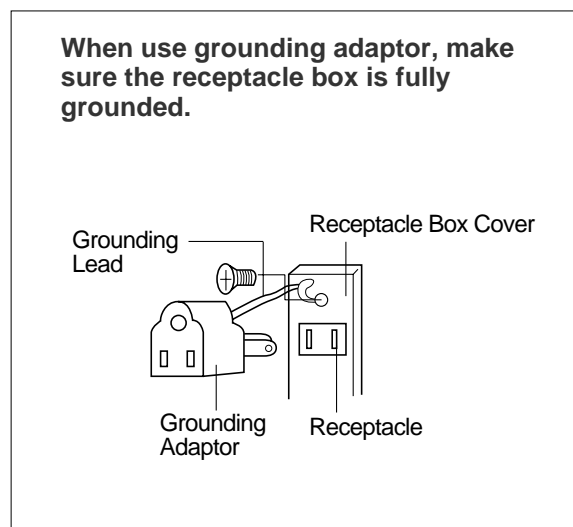 When use grounding adaptor, make
sure the receptacle box is fully
grounded.
Receptacle Box Cover
Grounding
Lead
Grounding
Adaptor
Receptacle